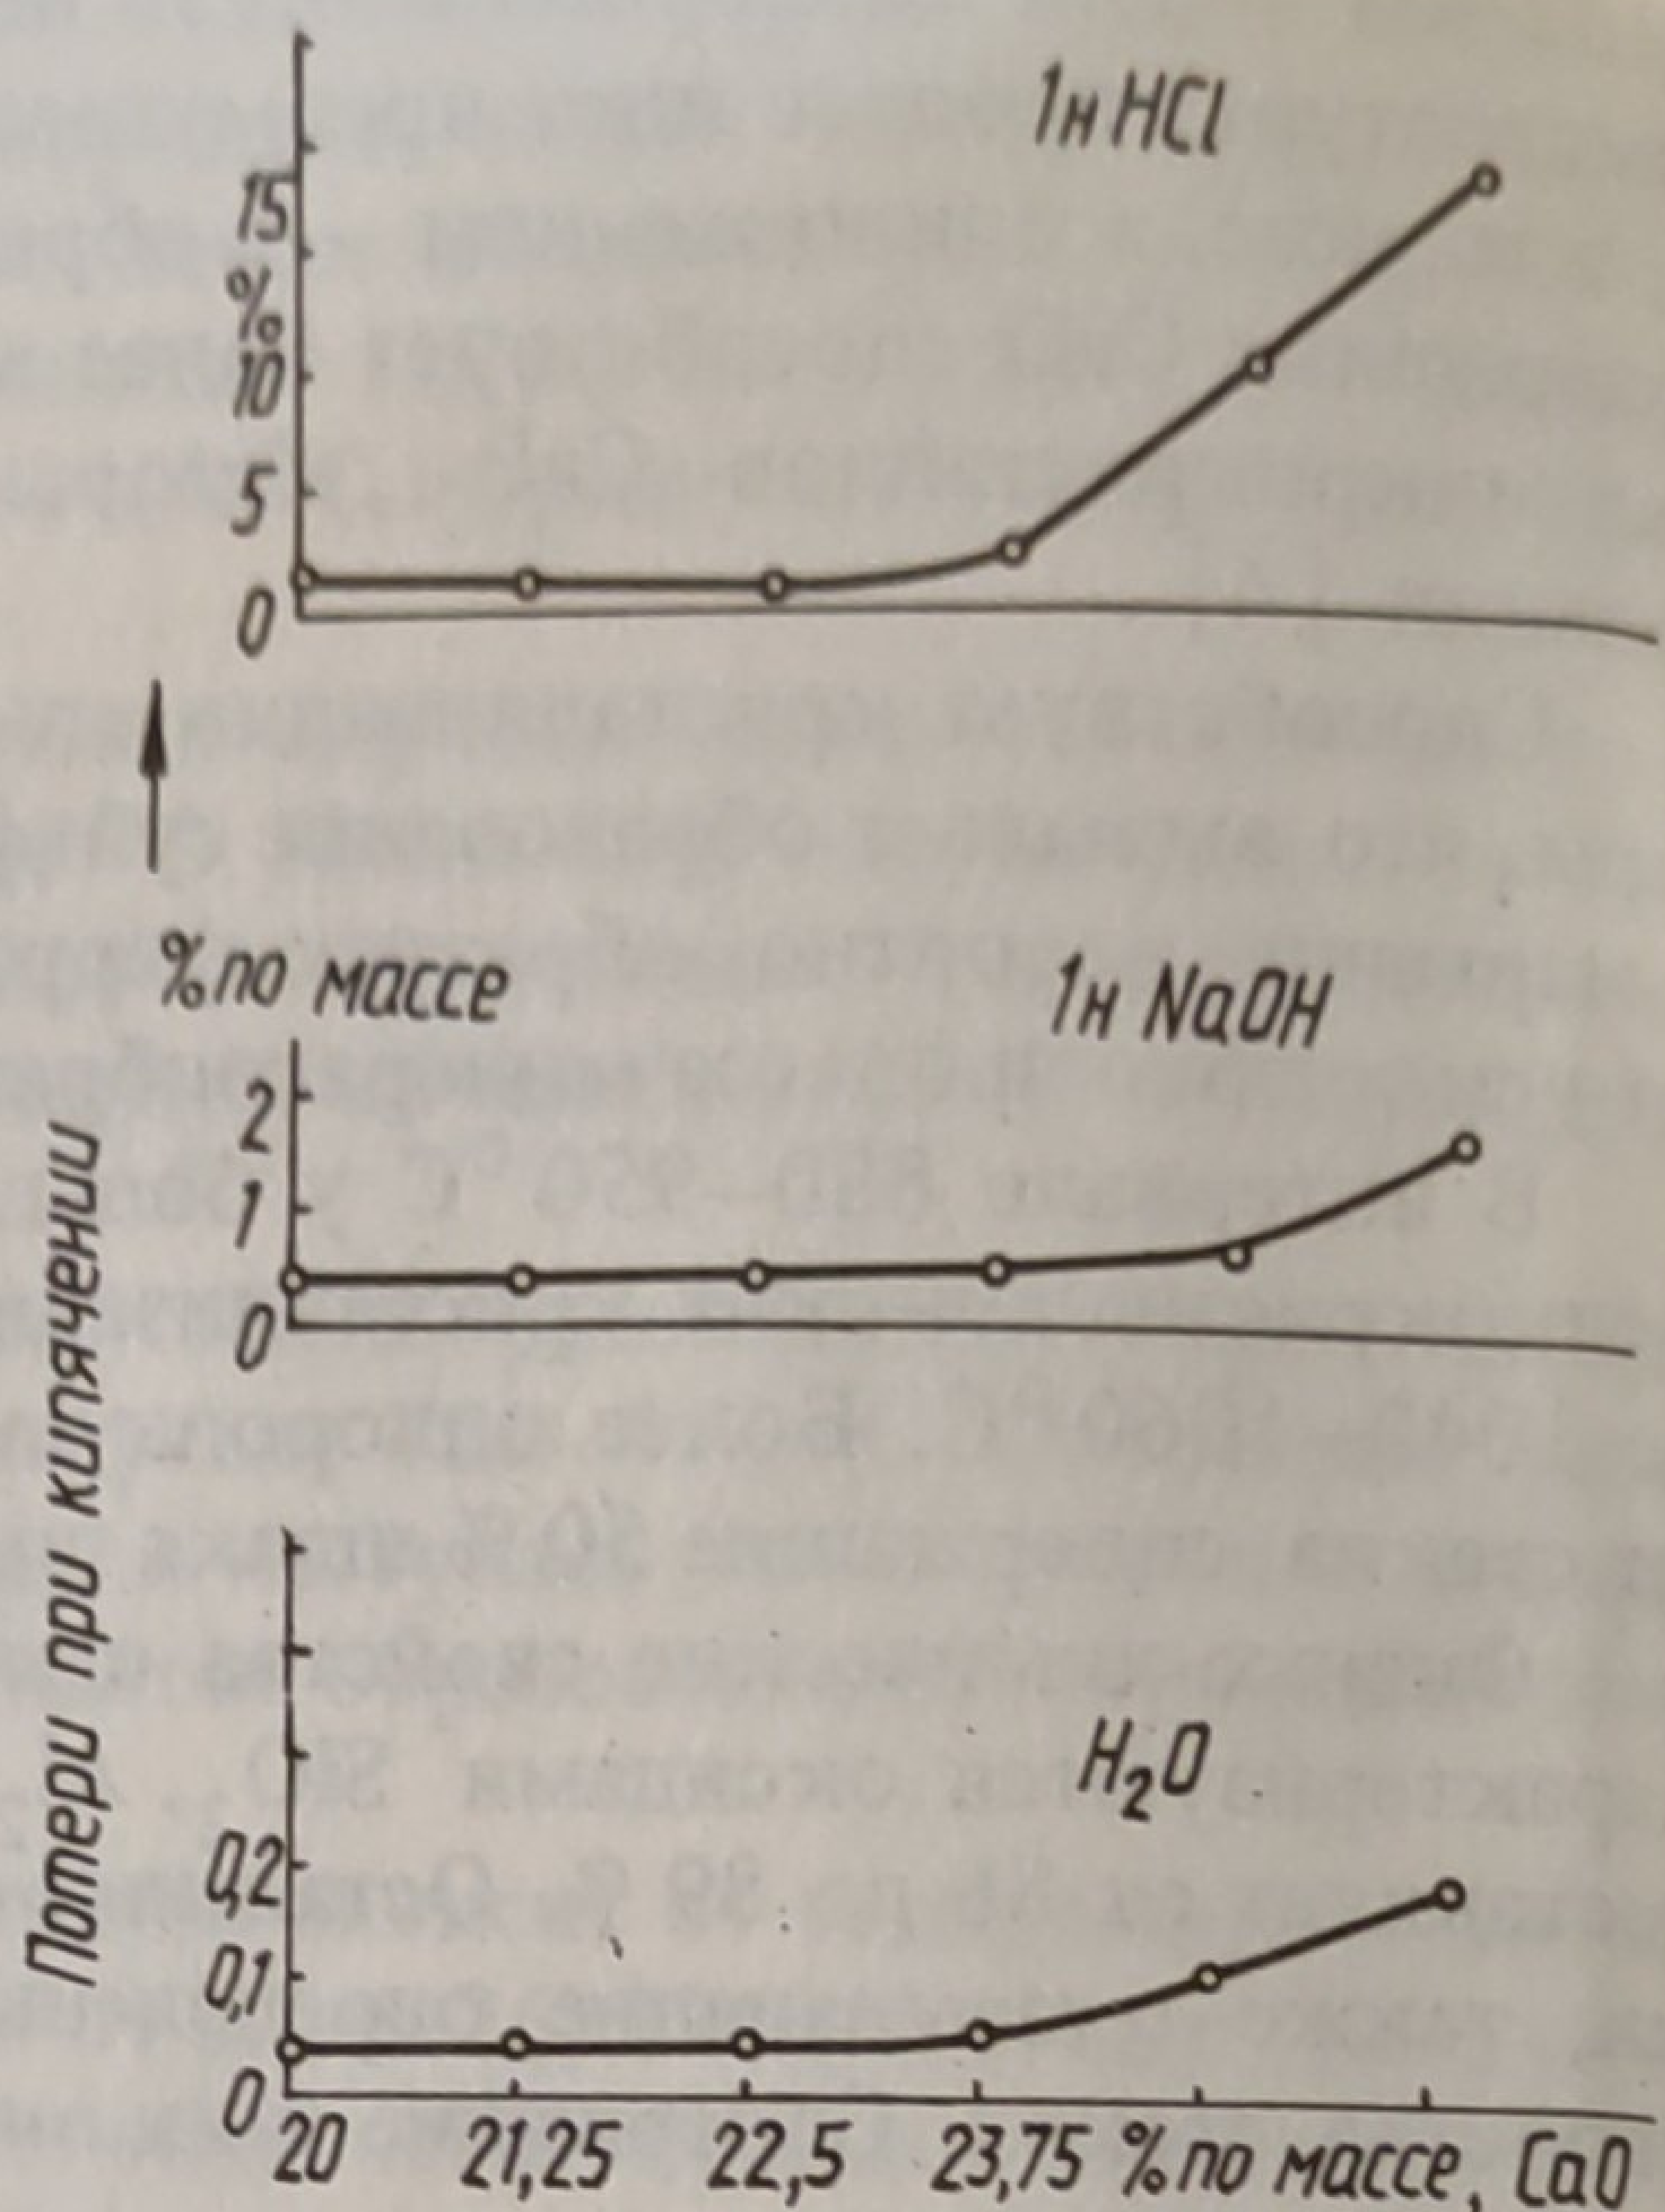 1н HCl
15
%
10
5
0
% по массе
1н NaOH
2
1
0
Потери при кипячении
H₂O
0,2
0,1
0
20 21,25 22,5 23,75 % по массе, CaO